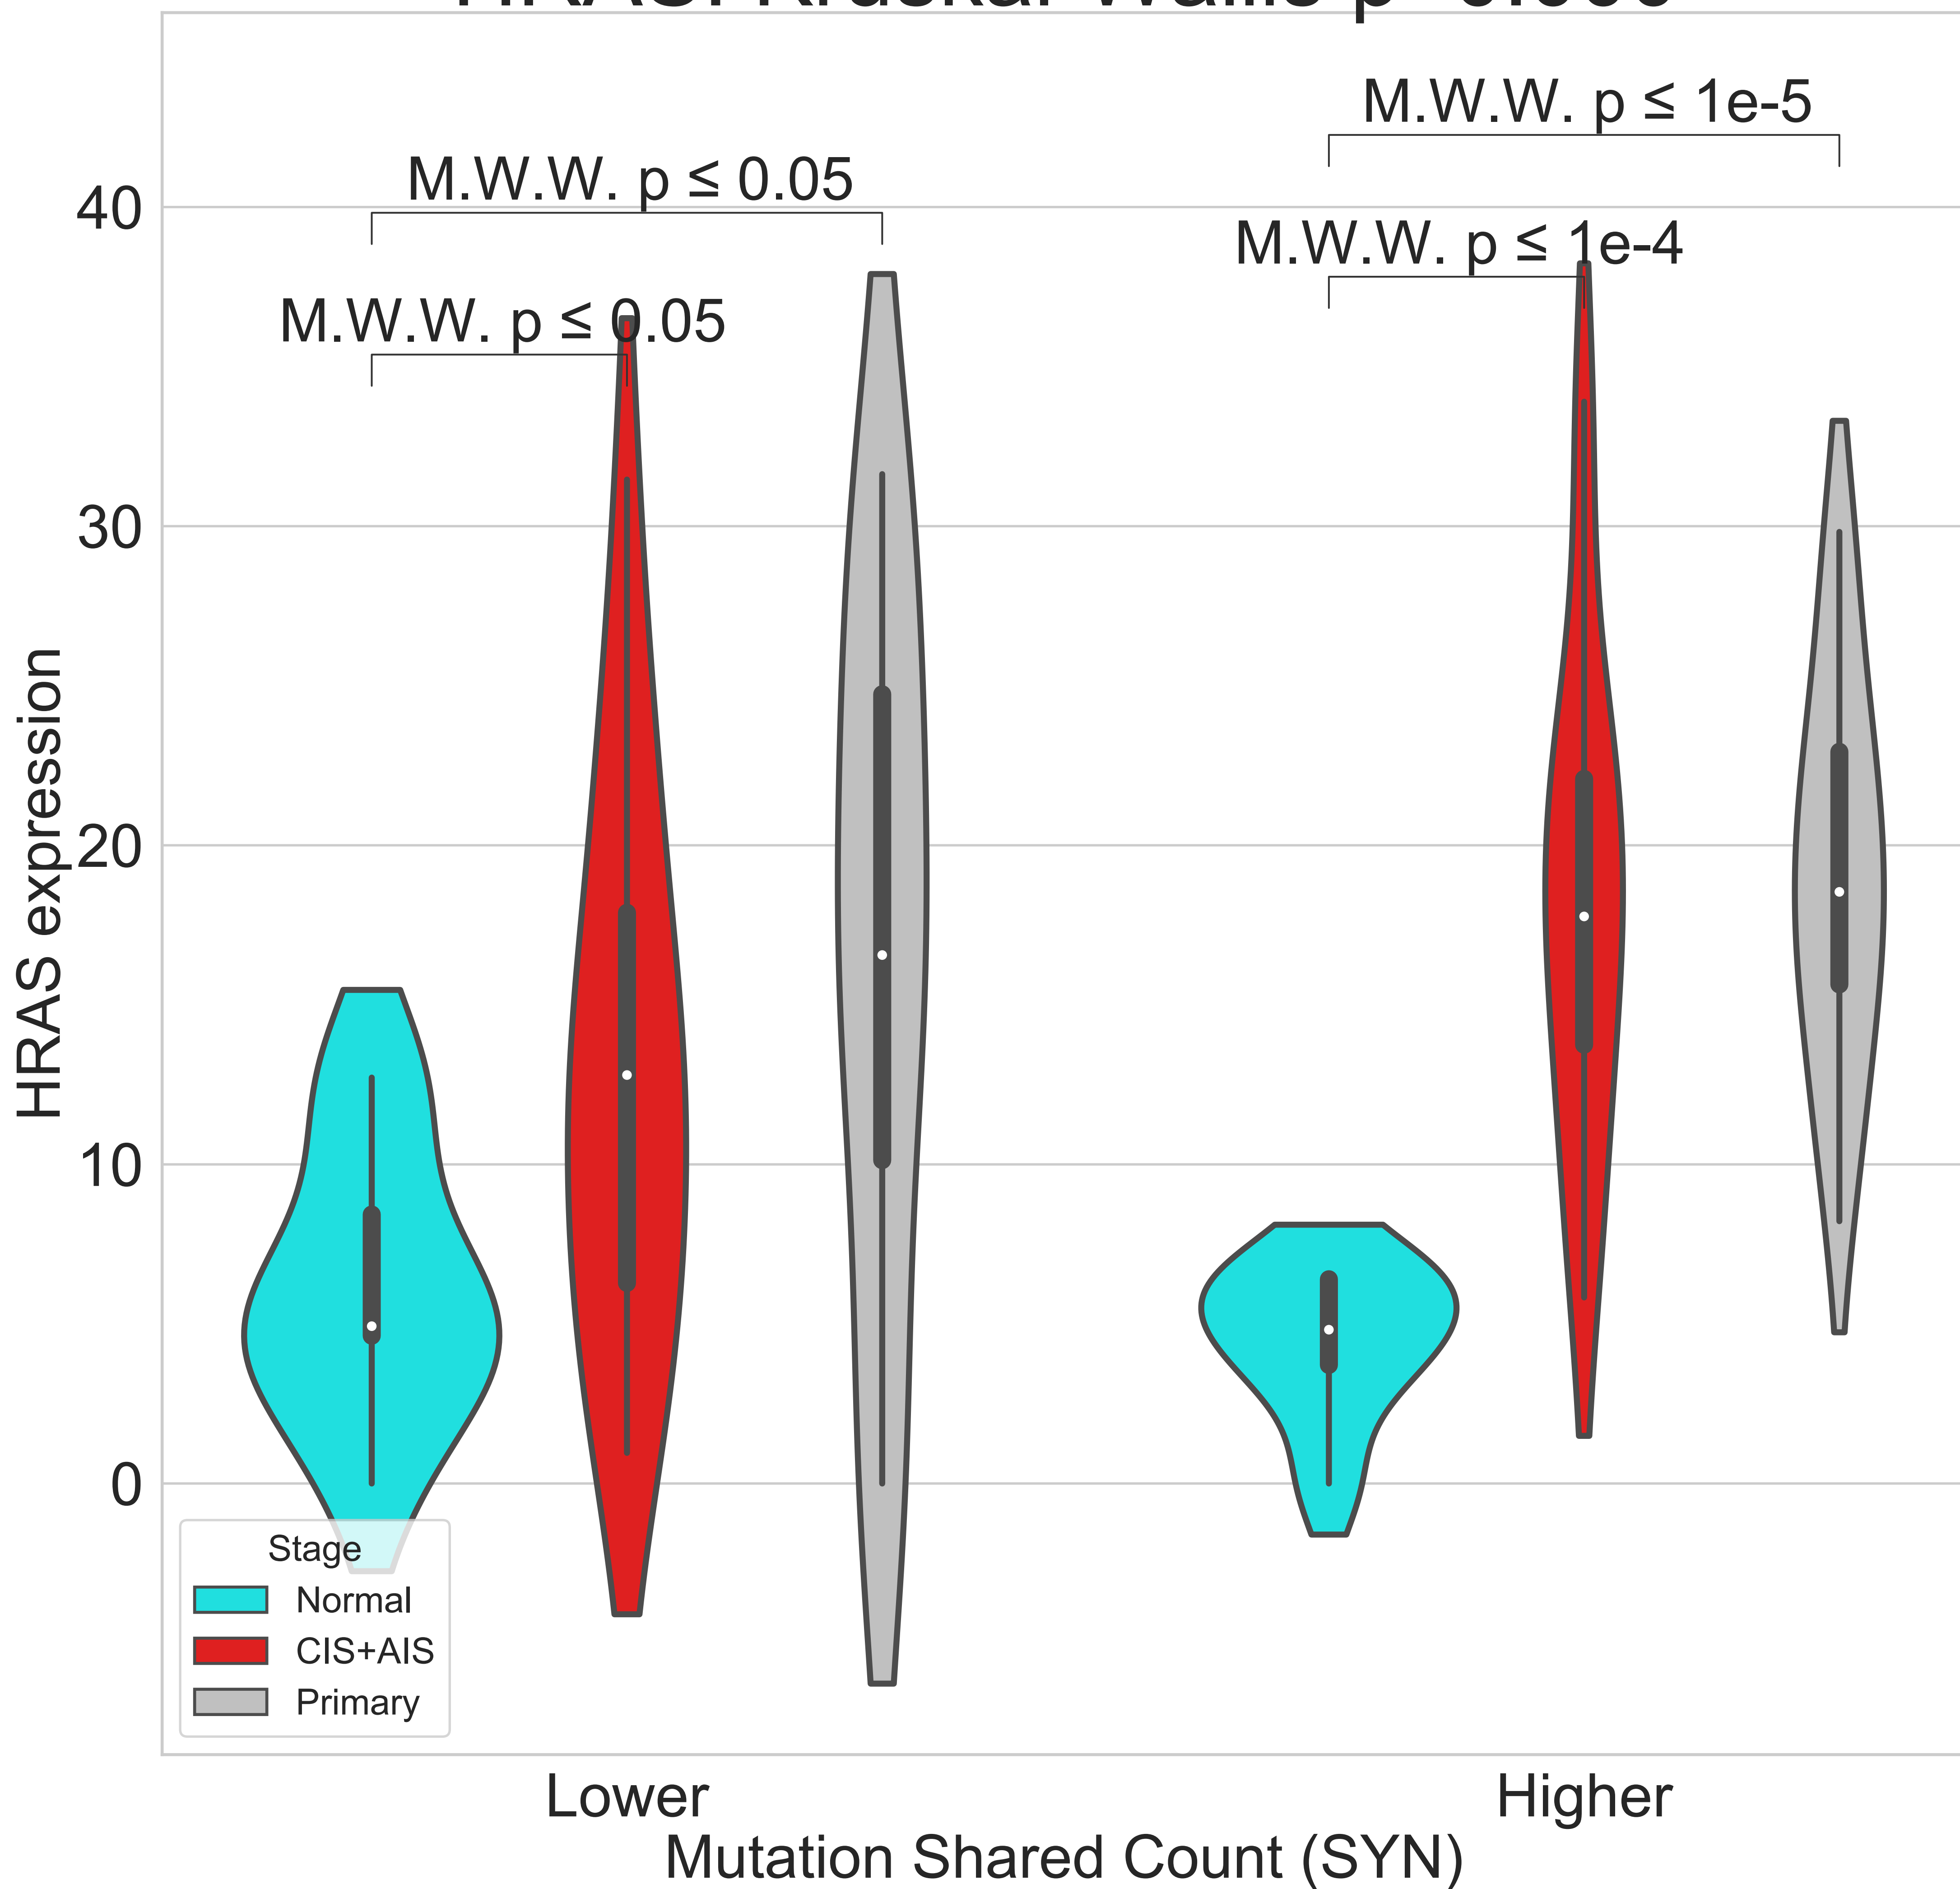 M.W.W. p ≤ 1e-5
M.W.W. p ≤ 0.05
M.W.W. p ≤ 1e-4
M.W.W. p ≤ 0.05
40
30
20
10
0
HRAS expression
Stage
Normal
CIS+AIS
Primary
Lower
Higher
Mutation Shared Count (SYN)